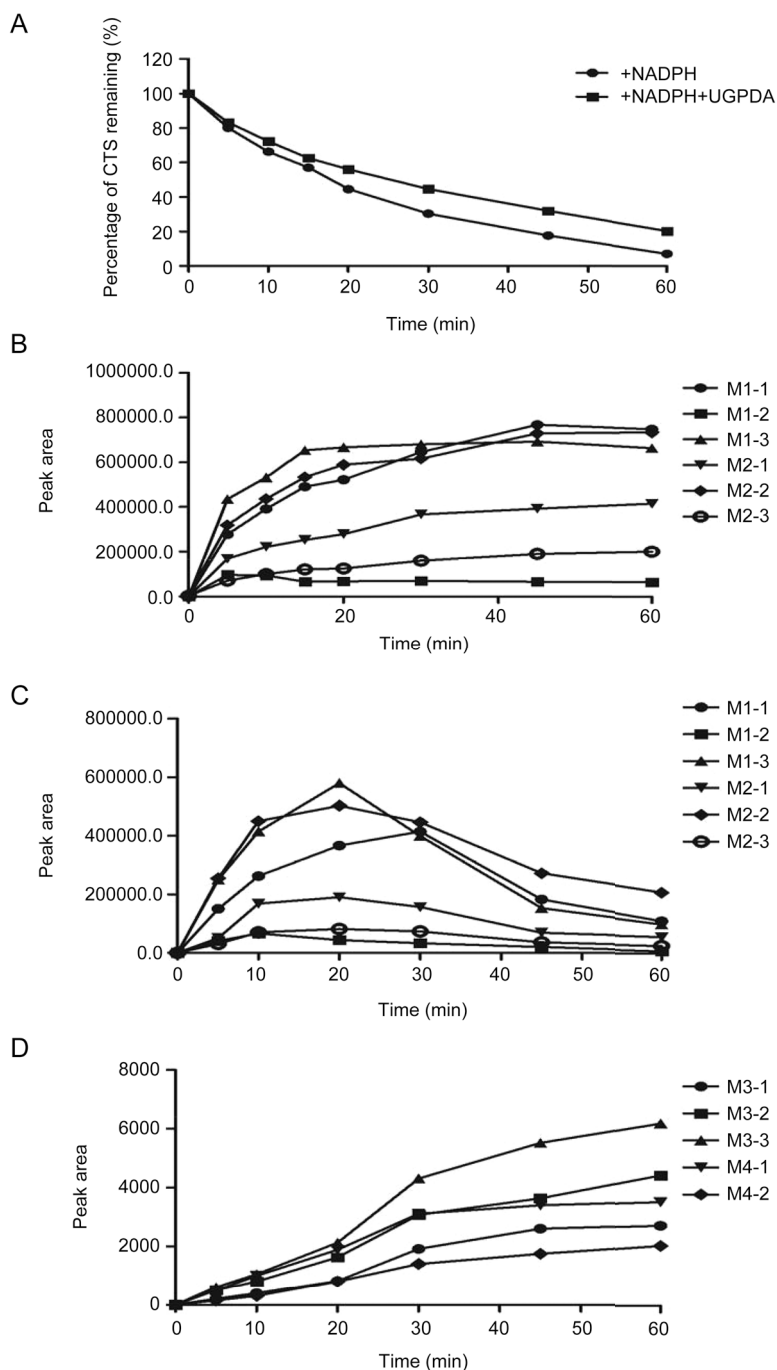 A
Percentage of CTS remaining (%)
120
100
80
60
40
20
0
0 10 20 30 40 50 60
Time (min)
+NADPH
+NADPH+UGPDA
B
Peak area
1000000.0
800000.0
600000.0
400000.0
200000.0
0.0
0 20 40 60
Time (min)
M1-1
M1-2
M1-3
M2-1
M2-2
M2-3
C
Peak area
800000.0
600000.0
400000.0
200000.0
0.0
0 10 20 30 40 50 60
Time (min)
M1-1
M1-2
M1-3
M2-1
M2-2
M2-3
D
Peak area
8000
6000
4000
2000
0
0 10 20 30 40 50 60
Time (min)
M3-1
M3-2
M3-3
M4-1
M4-2